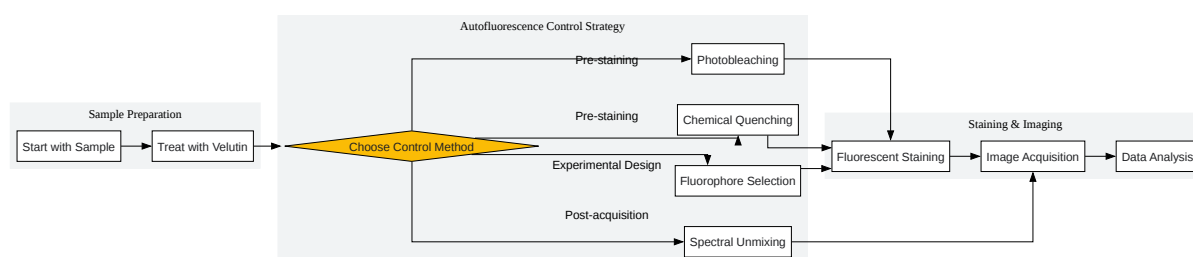 Autofluorescence Control Strategy
Pre-staining
Photobleaching
Sample Preparation
Start with Sample
Treat with Velutin
Choose Control Method
Pre-staining
Chemical Quenching
Experimental Design
Fluorophore Selection
Post-acquisition
Spectral Unmixing
Staining & Imaging
Fluorescent Staining
Image Acquisition
Data Analysis